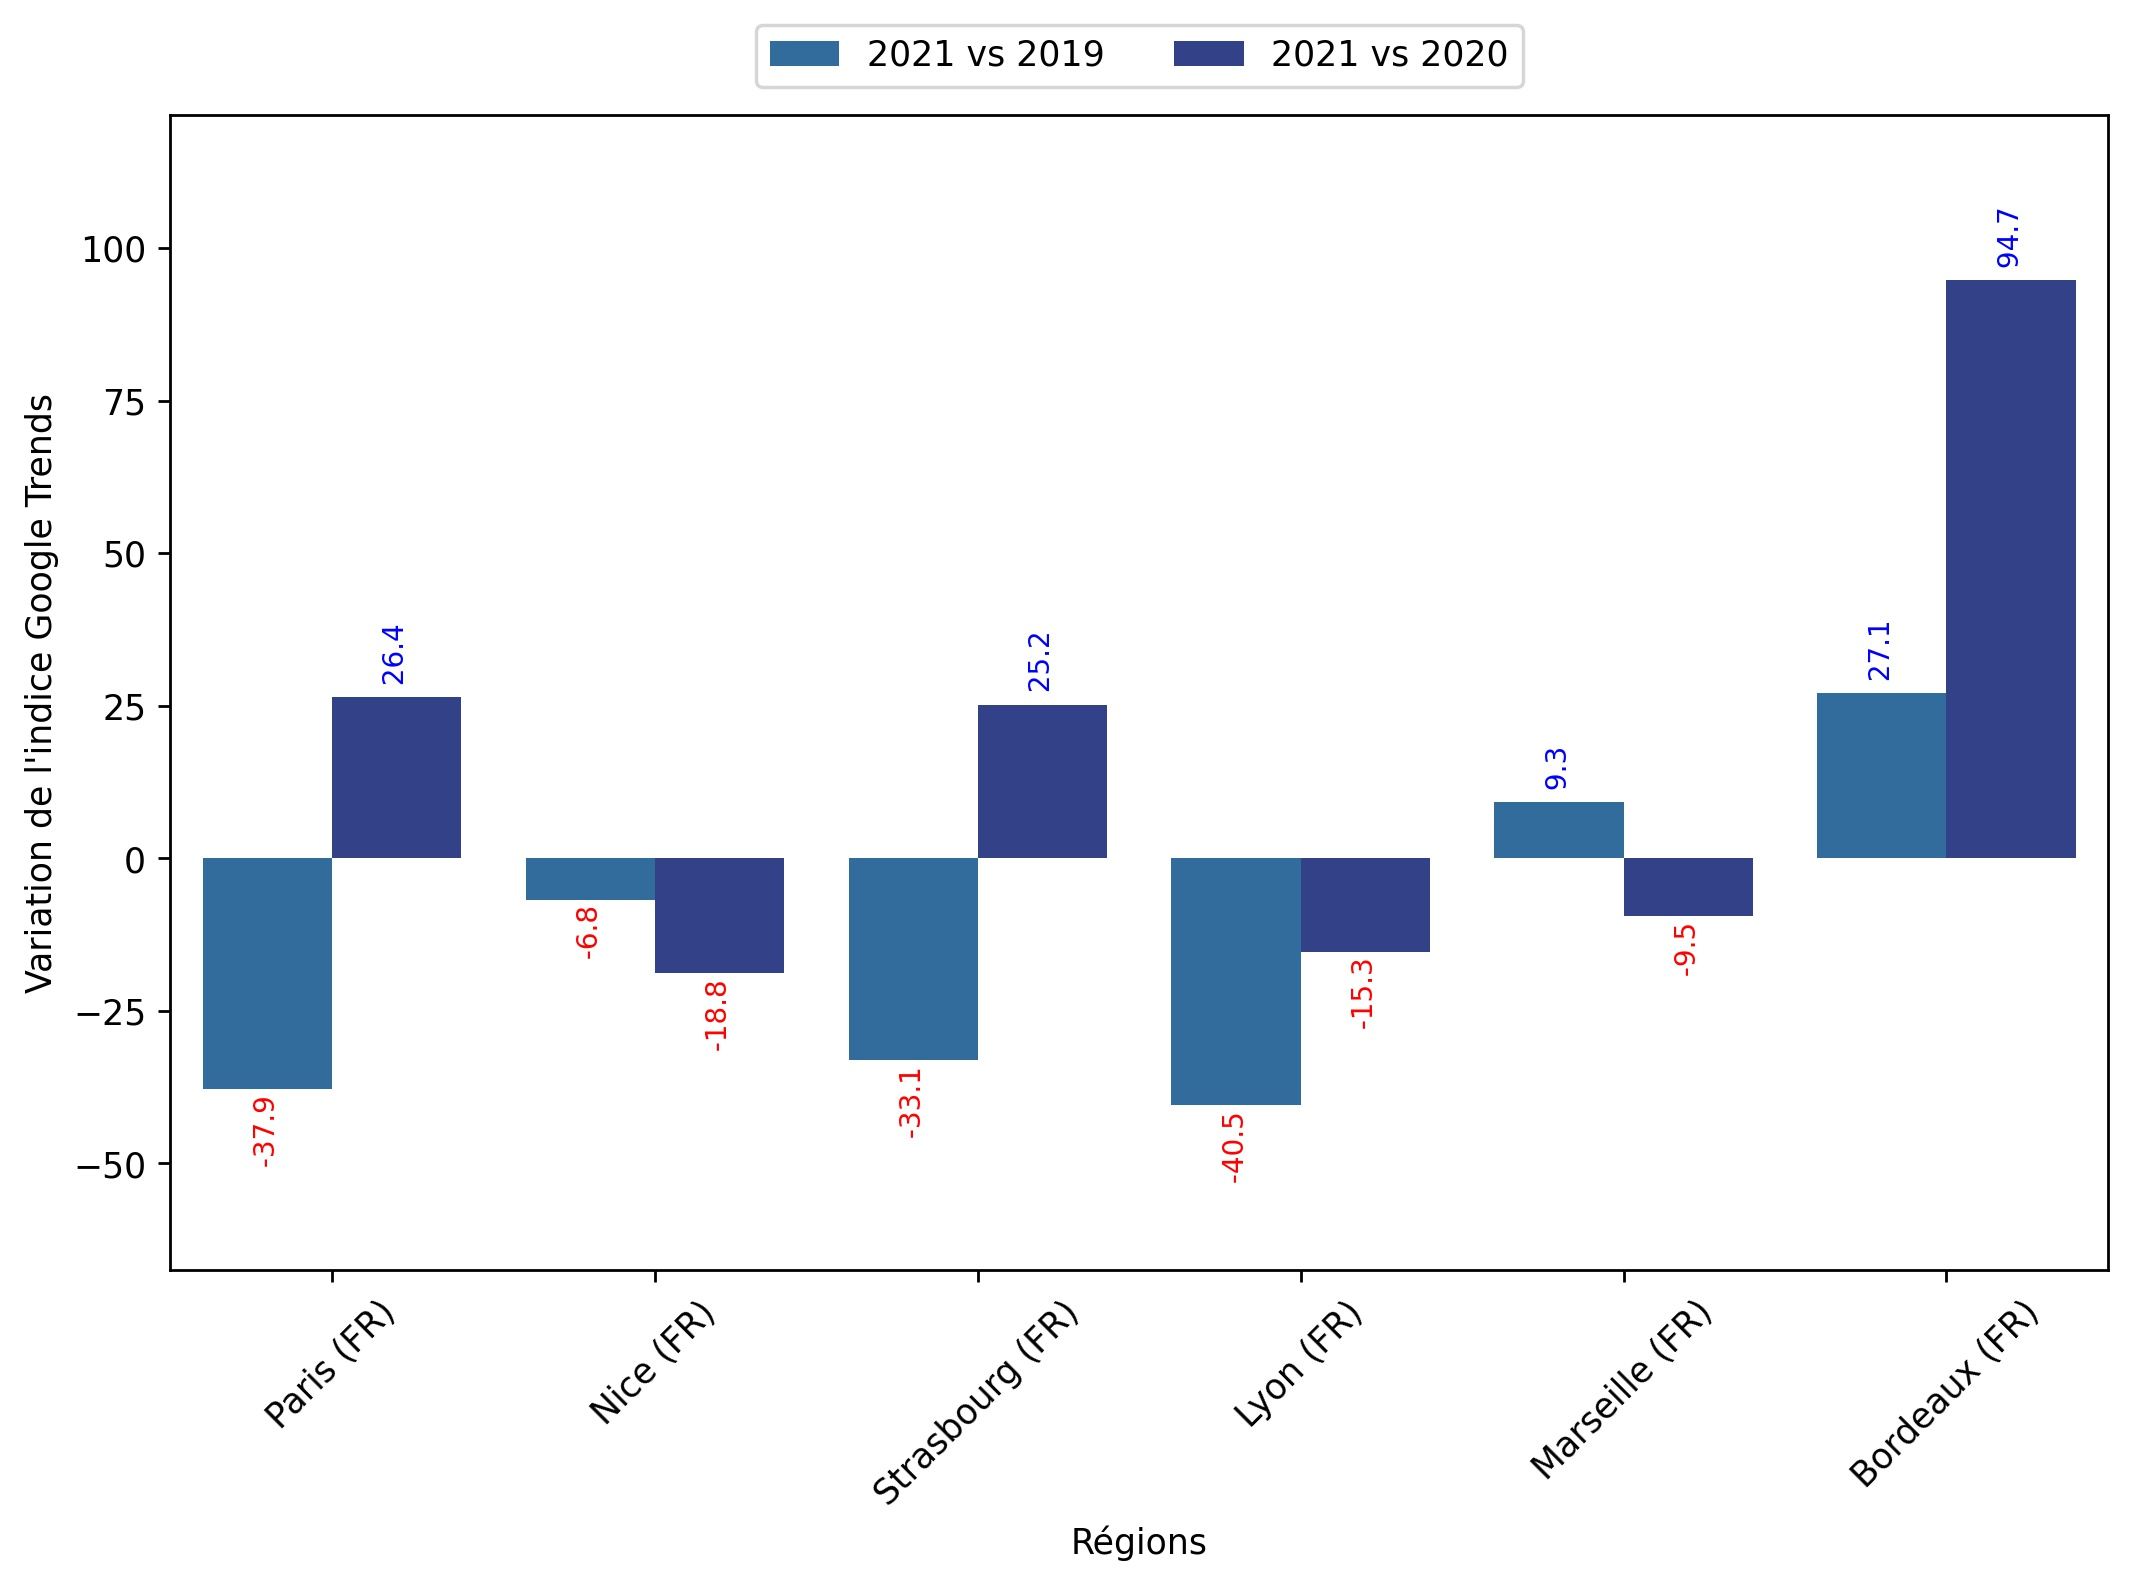 2021 vs 2019
2021 vs 2020
Variation de l'indice Google Trends
100
75
50
25
0
−25
−50
-37.9
26.4
-6.8
-18.8
-33.1
25.2
-40.5
-15.3
9.3
-9.5
27.1
94.7
Paris (FR)
Nice (FR)
Strasbourg (FR)
Lyon (FR)
Marseille (FR)
Bordeaux (FR)
Régions